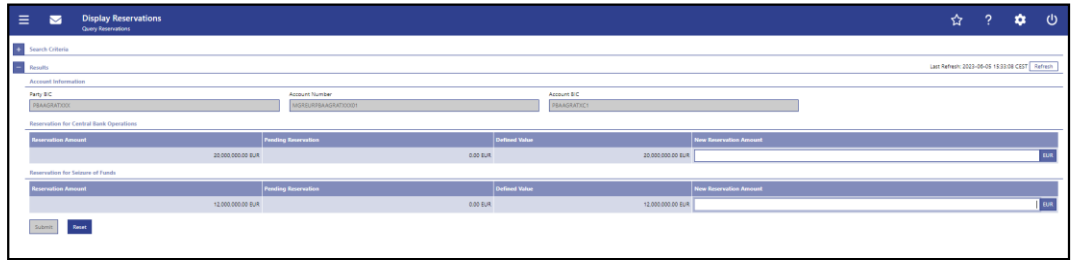 Display Reservations
Query Reservations
?
+ Search Criteria
− Results Last Refresh: 2023-06-05 15:53:08 CEST Refresh
Account Information
Party BIC Account Number Account BIC
PBAAGRATXXX PBAAGRATXC1
Reservation for Central Bank Operations
Reservation Amount Pending Reservation Defined Value New Reservation Amount
20.000.000.00 EUR 0.00 EUR 20.000.000.00 EUR EUR
Reservation for Seizure of Funds
Reservation Amount Pending Reservation Defined Value New Reservation Amount
12.000.000.00 EUR 0.00 EUR 12.000.000.00 EUR EUR
Submit Reset